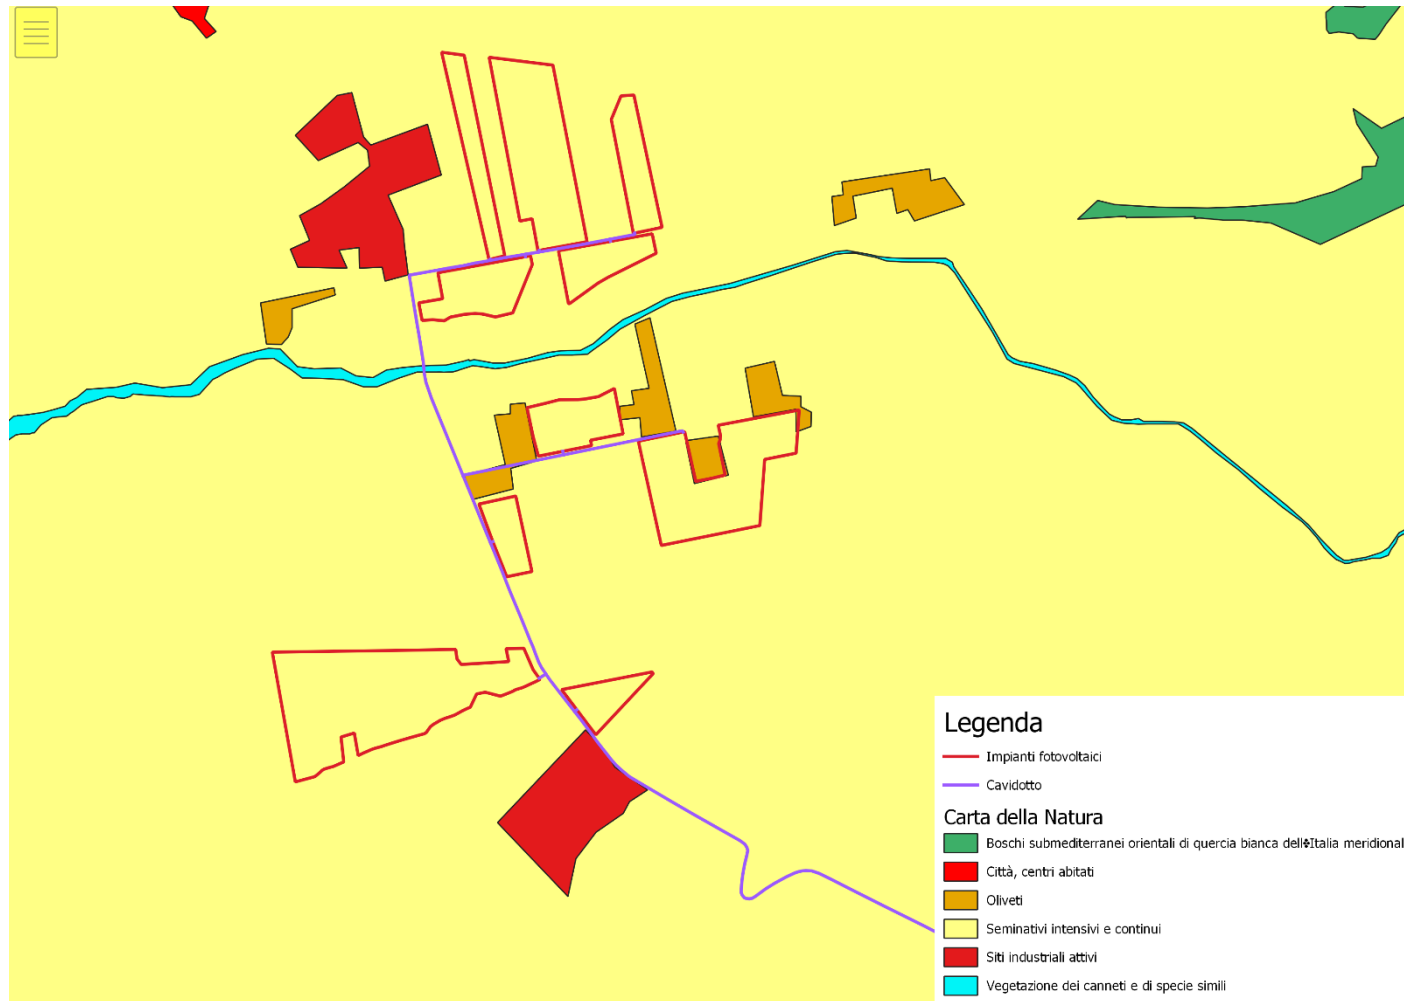 Legenda
Impianti fotovoltaici
Cavidotto
Carta della Natura
Boschi submediterranei orientali di quercia bianca dell�Italia meridional
Città, centri abitati
Oliveti
Seminativi intensivi e continui
Siti industriali attivi
Vegetazione dei canneti e di specie simili